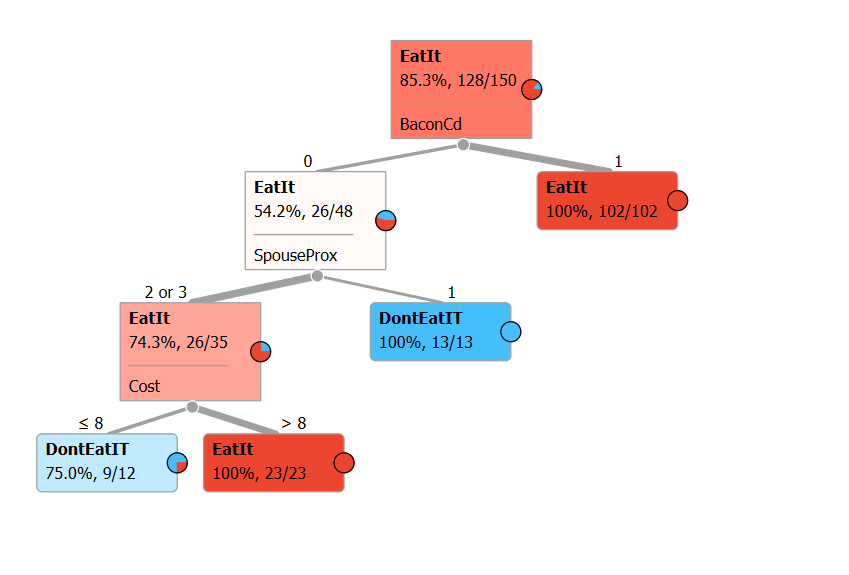 EatIt
85.3%, 128/150
BaconCd
0
1
EatIt
54.2%, 26/48
SpouseProx
EatIt
100%, 102/102
2 or 3
1
EatIt
74.3%, 26/35
Cost
DontEatIT
100%, 13/13
≤ 8
> 8
DontEatIT
75.0%, 9/12
EatIt
100%, 23/23